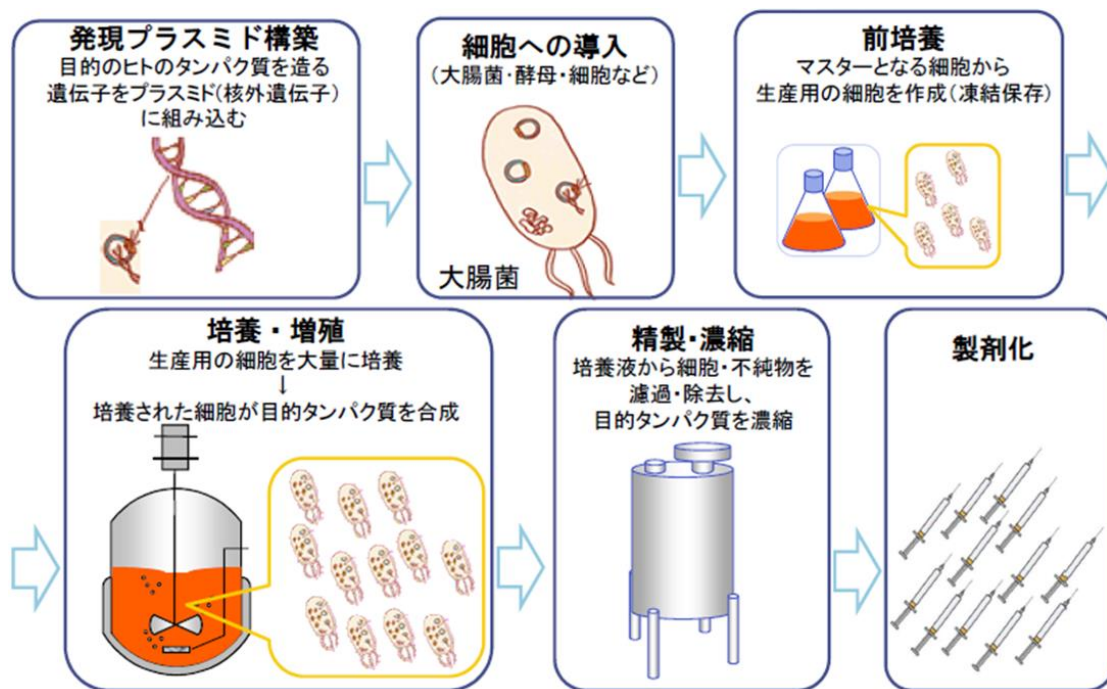 発現プラスミド構築
目的のヒトのタンパク質を造る
遺伝子をプラスミド(核外遺伝子)
に組み込む
細胞への導入
(大腸菌・酵母・細胞など)
大腸菌
前培養
マスターとなる細胞から
生産用の細胞を作成(凍結保存)
培養・増殖
生産用の細胞を大量に培養
↓
培養された細胞が目的タンパク質を合成
精製・濃縮
培養液から細胞・不純物を
濾過・除去し、
目的タンパク質を濃縮
製剤化